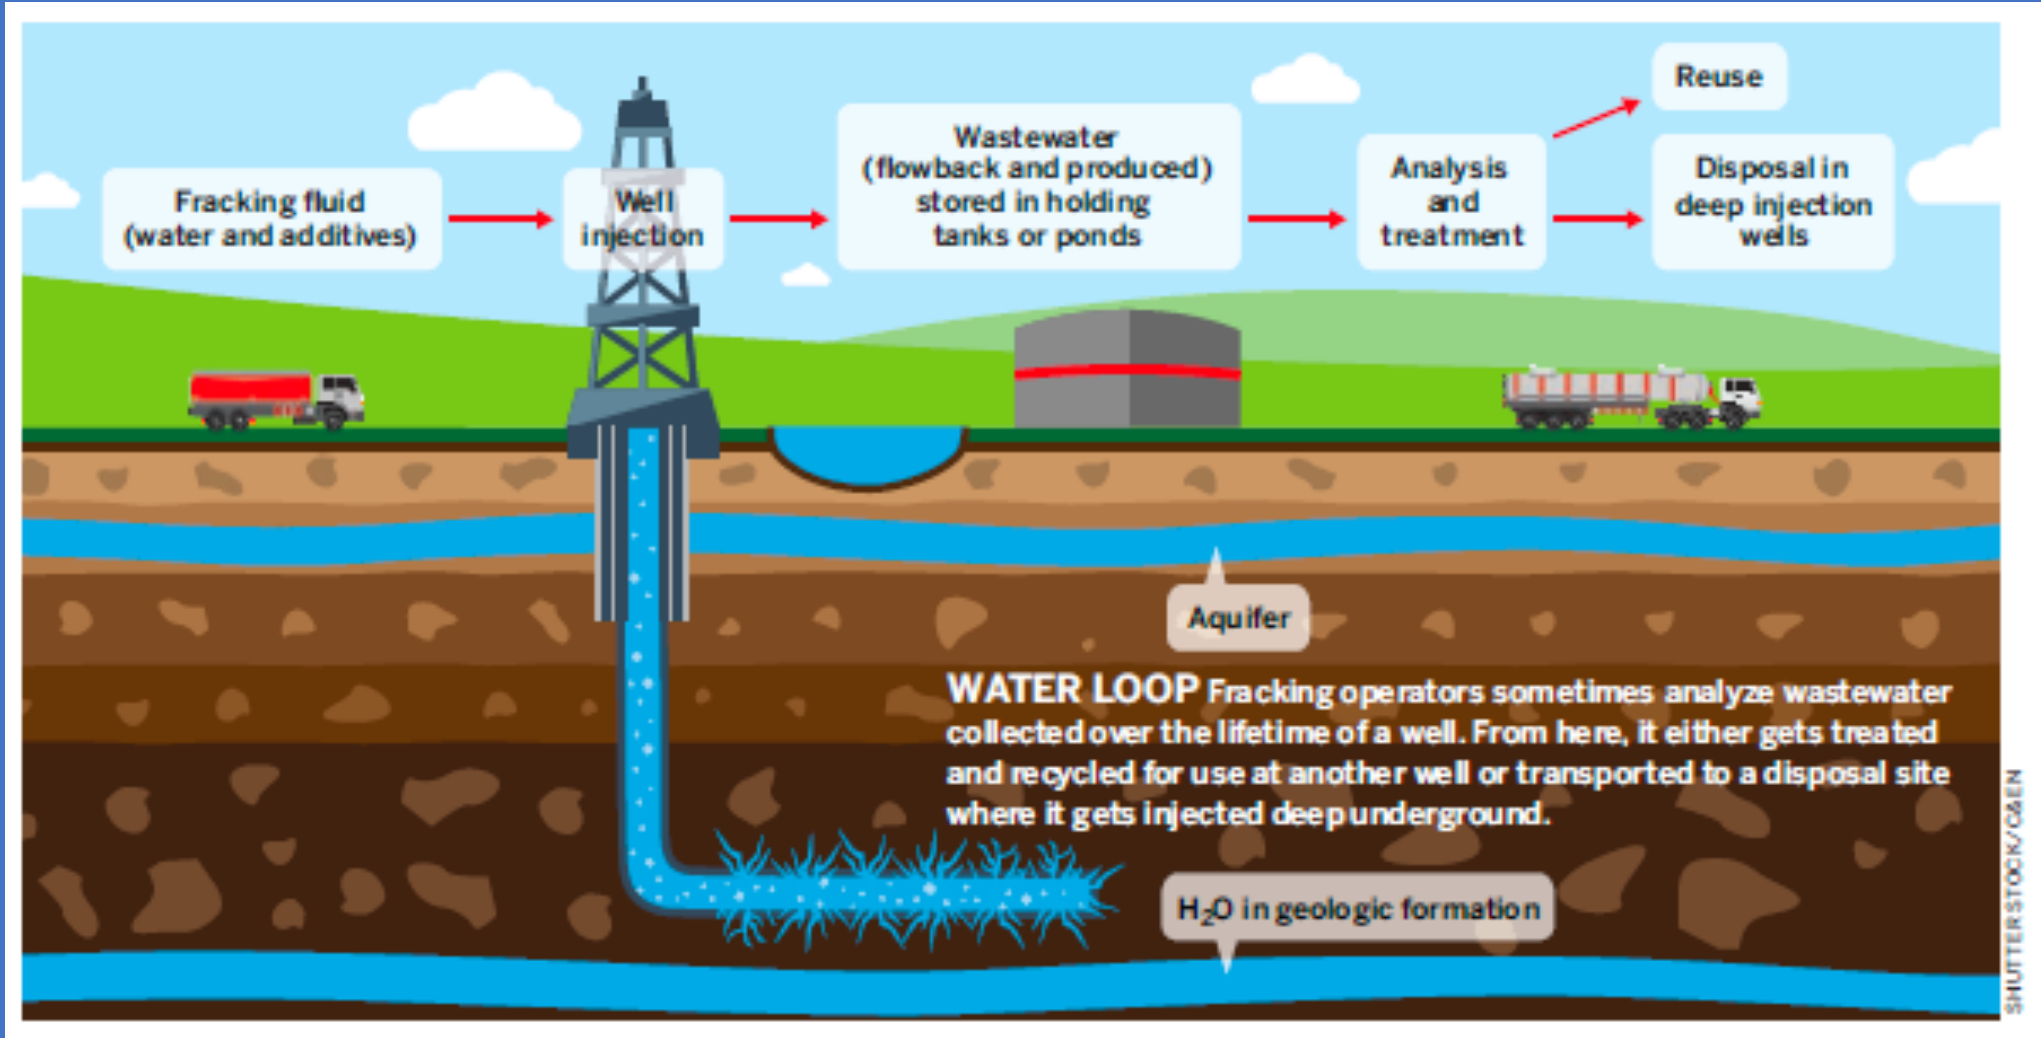 Fracking fluid
(water and additives)
Well
injection
Wastewater
(flowback and produced)
stored in holding
tanks or ponds
Analysis
and
treatment
Reuse
Disposal in
deep injection
wells
Aquifer
WATER LOOP Fracking operators sometimes analyze wastewater
collected over the lifetime of a well. From here, it either gets treated
and recycled for use at another well or transported to a disposal site
where it gets injected deep underground.
H₂O in geologic formation
SHUTTERSTOCK/C&EN